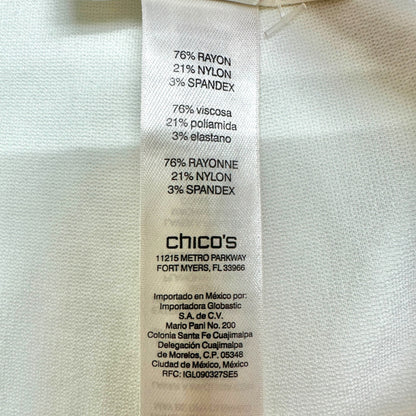 76% RAYON
21% NYLON
3% SPANDEX
76% viscosa
21% poliamida
3% elastano
76% RAYONNE
21% NYLON
3% SPANDEX
chico's
11215 METRO PARKWAY
FORT MYERS, FL 33966
Importado en México por:
Importadora Globastic
S.A. de C.V.
Mario Pani No. 200
Colonia Santa Fe Cuajimalpa
Delegación Cuajimalpa
de Morelos, C.P. 05348
Ciudad de México, México
RFC: IGL090327SE5